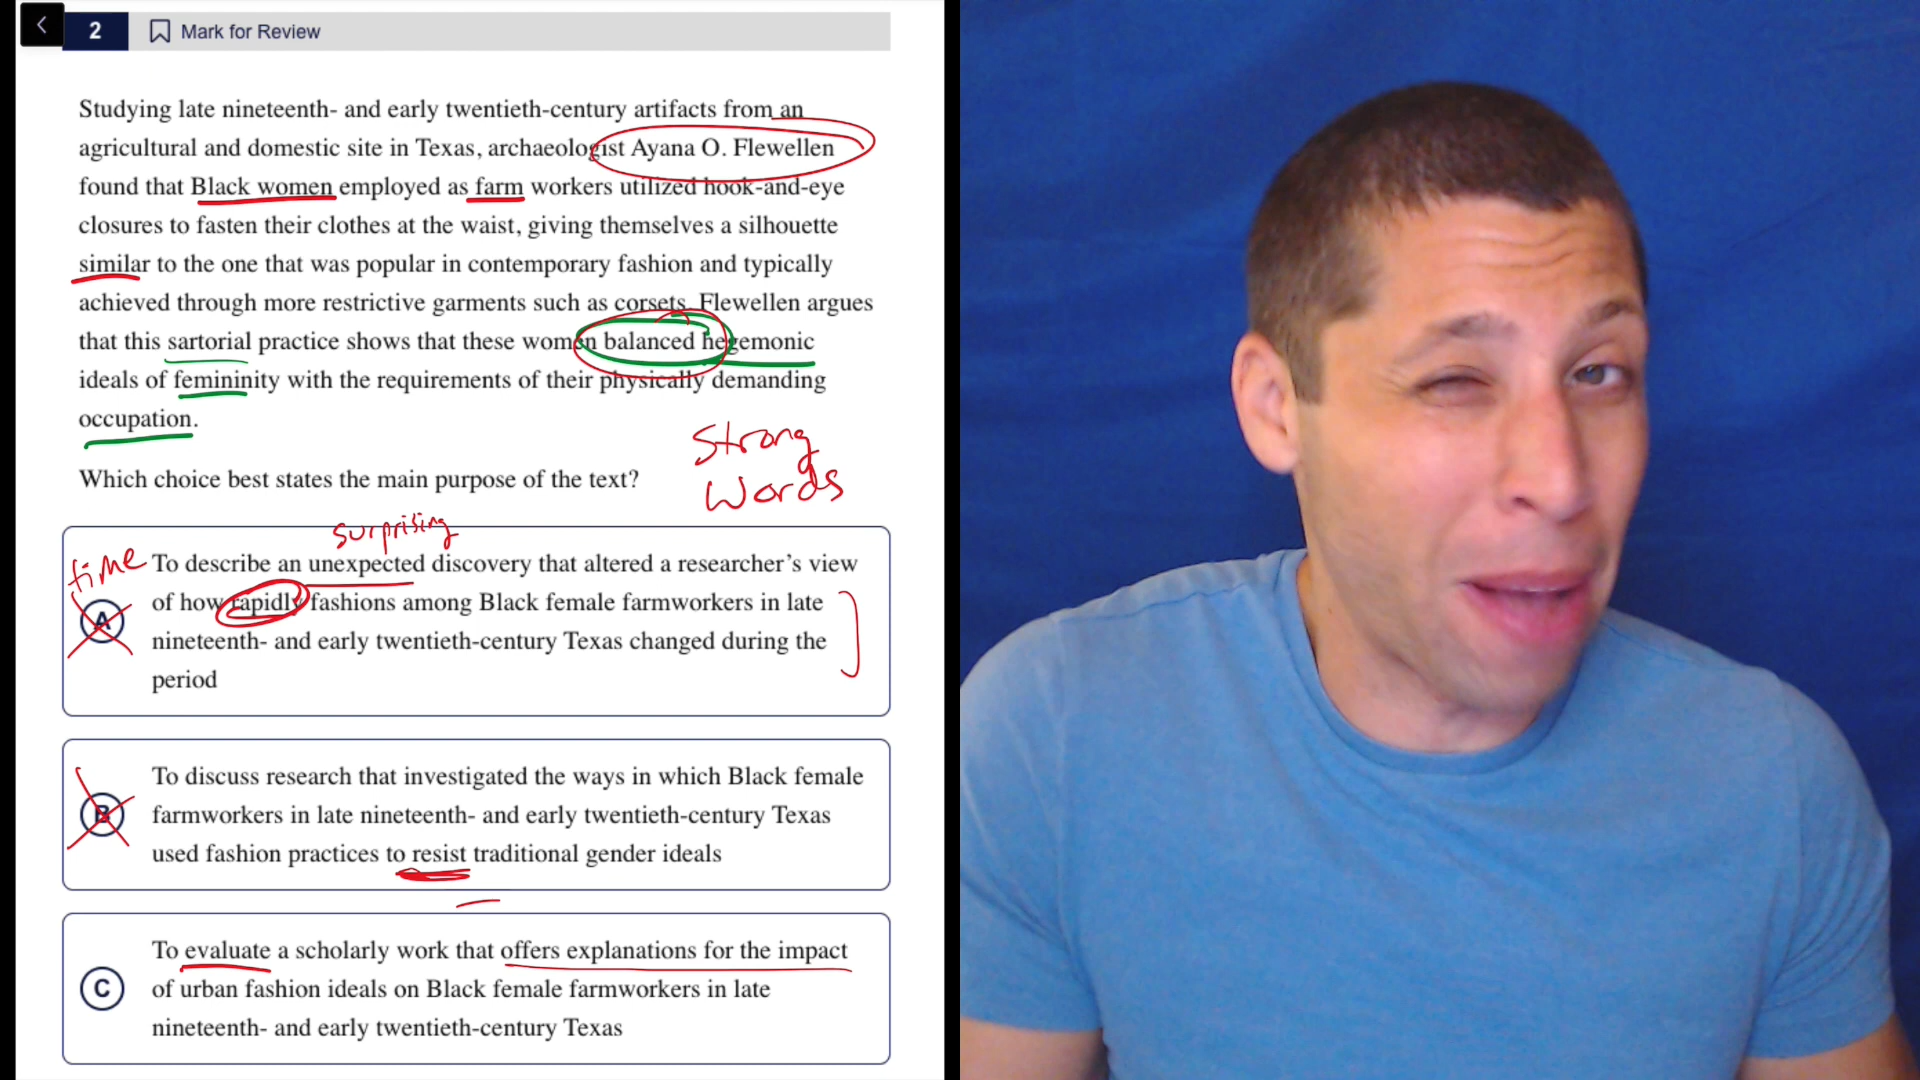 2 Mark for Review
Studying late nineteenth- and early twentieth-century artifacts from an
agricultural and domestic site in Texas, archaeologist Ayana O. Flewellen
found that Black women employed as farm workers utilized hook-and-eye
closures to fasten their clothes at the waist, giving themselves a silhouette
similar to the one that was popular in contemporary fashion and typically
achieved through more restrictive garments such as corsets. Flewellen argues
that this sartorial practice shows that these women balanced hegemonic
ideals of femininity with the requirements of their physically demanding
occupation.
Strong
Words
Which choice best states the main purpose of the text?
surprising
time
A To describe an unexpected discovery that altered a researcher's view
of how rapidly fashions among Black female farmworkers in late
nineteenth- and early twentieth-century Texas changed during the
period
B To discuss research that investigated the ways in which Black female
farmworkers in late nineteenth- and early twentieth-century Texas
used fashion practices to resist traditional gender ideals
C To evaluate a scholarly work that offers explanations for the impact
of urban fashion ideals on Black female farmworkers in late
nineteenth- and early twentieth-century Texas